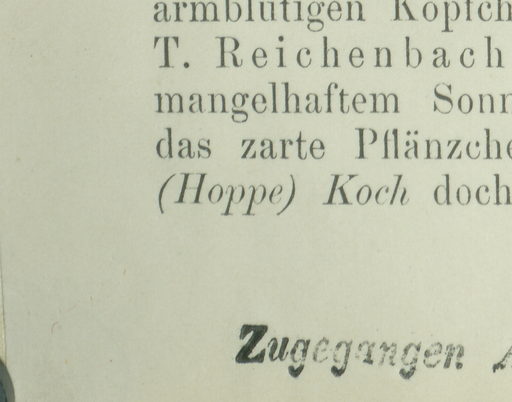 armblütigen Köpfch
T. Reichenbach
mangelhaftem Sonn
das zarte Pflänzche
(Hoppe) Koch doch
Zugegangen